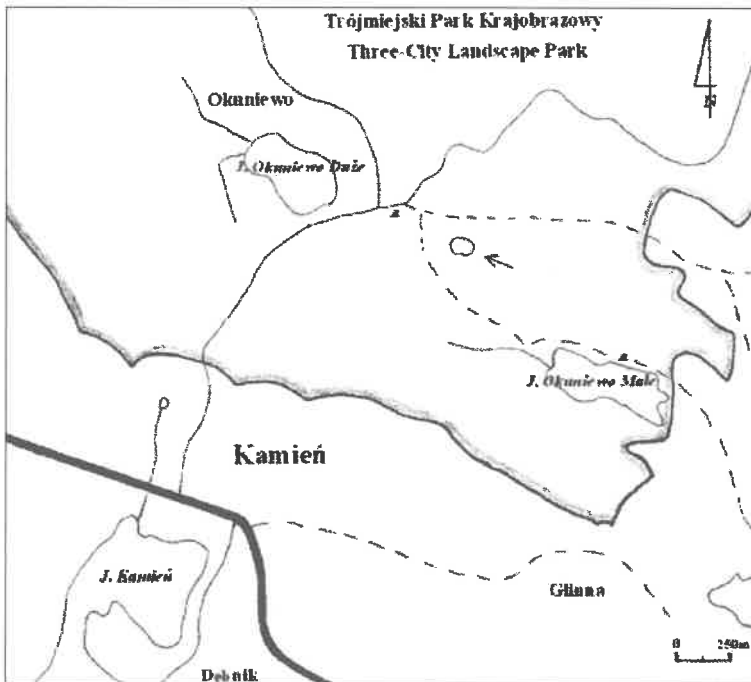 Trójmiejski Park Krajobrazowy
Three-City Landscape Park
N
Okuniewo
J. Okuniewo Duże
J. Okuniewo Małe
Kamień
J. Kamień
Glinna
0 250m
Dębnik